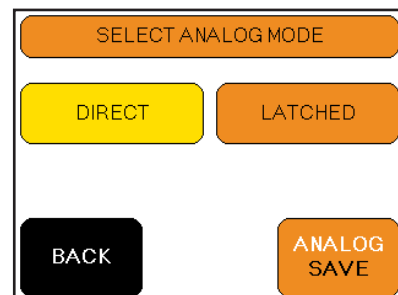 SELECT ANALOG MODE
DIRECT
LATCHED
BACK
ANALOG
SAVE